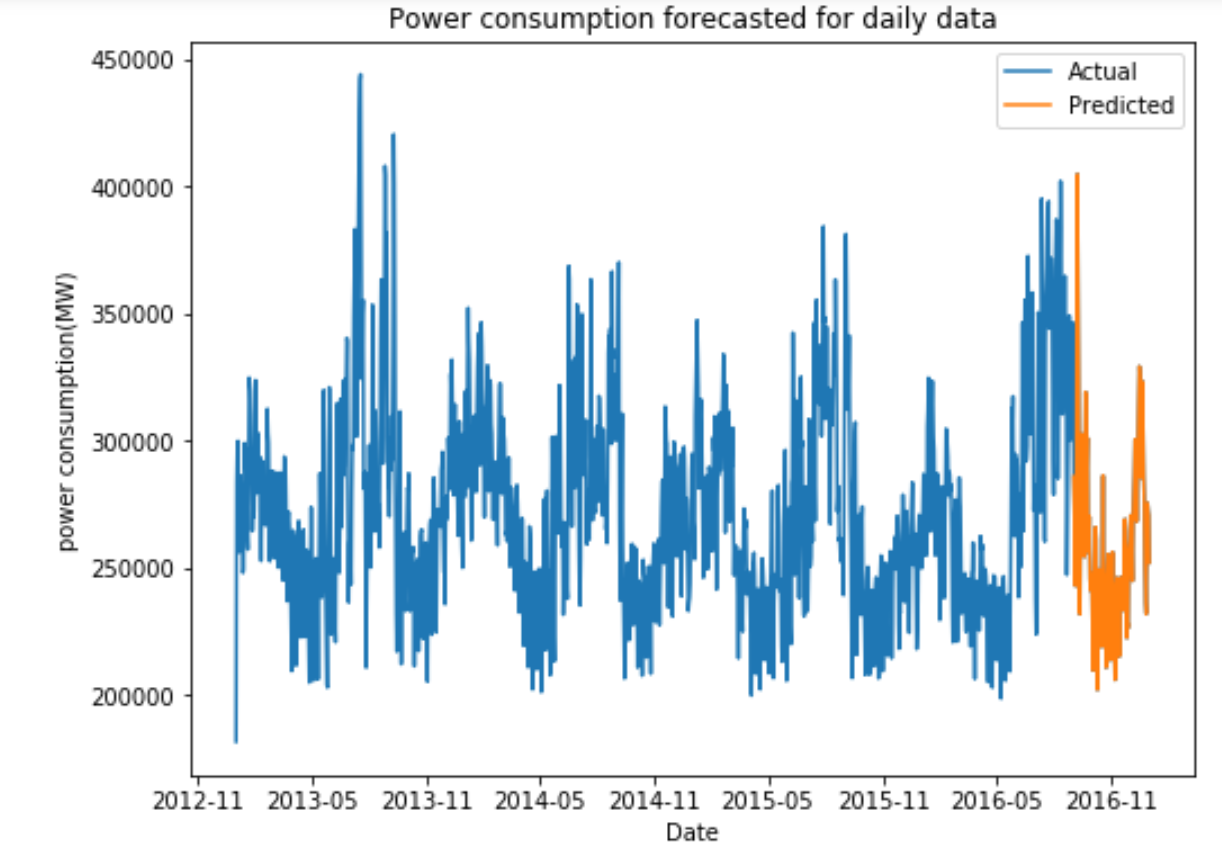 Power consumption forecasted for daily data
Actual
Predicted
power consumption(MW)
450000
400000
350000
300000
250000
200000
2012-11 2013-05 2013-11 2014-05 2014-11 2015-05 2015-11 2016-05 2016-11
Date